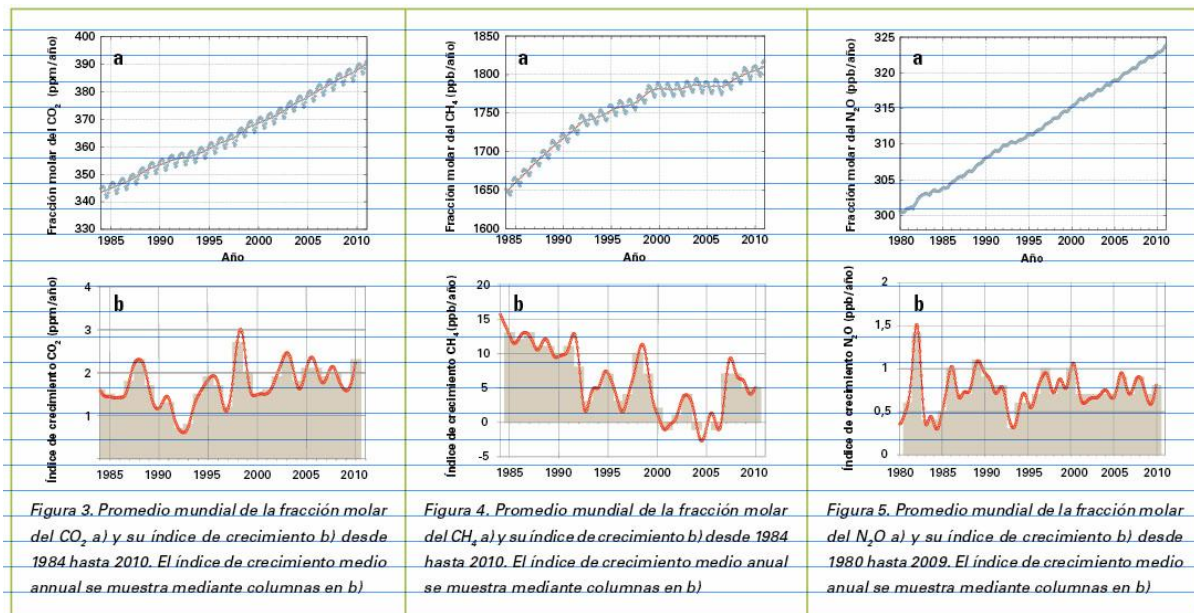 a
Fracción molar del CO2 (ppm/año)
400
390
380
370
360
350
340
330
1985 1990 1995 2000 2005 2010
Año
b
Índice de crecimiento CO2 (ppm/año)
4
3
2
1
1985 1990 1995 2000 2005 2010
Figura 3. Promedio mundial de la fracción molar
del CO2 a) y su índice de crecimiento b) desde
1984 hasta 2010. El índice de crecimiento medio
annual se muestra mediante columnas en b)
a
Fracción molar del CH4 (ppb/año)
1850
1800
1750
1700
1650
1600
1985 1990 1995 2000 2005 2010
Año
b
Índice de crecimiento CH4 (ppb/año)
20
15
10
5
0
-5
1985 1990 1995 2000 2005 2010
Figura 4. Promedio mundial de la fracción molar
del CH4 a) y su índice de crecimiento b) desde 1984
hasta 2010. El índice de crecimiento medio anual
se muestra mediante columnas en b)
a
Fracción molar del N2O (ppb/año)
325
320
315
310
305
300
1980 1985 1990 1995 2000 2005 2010
Año
b
Índice de crecimiento N2O (ppb/año)
2
1,5
1
0,5
0
1980 1985 1990 1995 2000 2005 2010
Figura 5. Promedio mundial de la fracción molar
del N2O a) y su índice de crecimiento b) desde
1980 hasta 2009. El índice de crecimiento medio
anual se muestra mediante columnas en b)